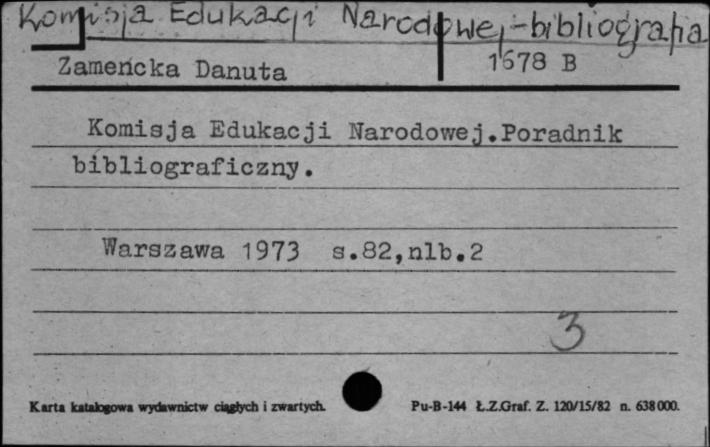 Komisja Edukacji Narodowej - bibliografia
Zamencka Danuta 1678 B
Komisja Edukacji Narodowej.Poradnik
bibliograficzny.
Warszawa 1973 s.82,nlb.2
3
Karta katalogowa wydawnictw ciągłych i zwartych.
Pu-B-144 Ł.Z.Graf. Z. 120/15/82 n. 638000.